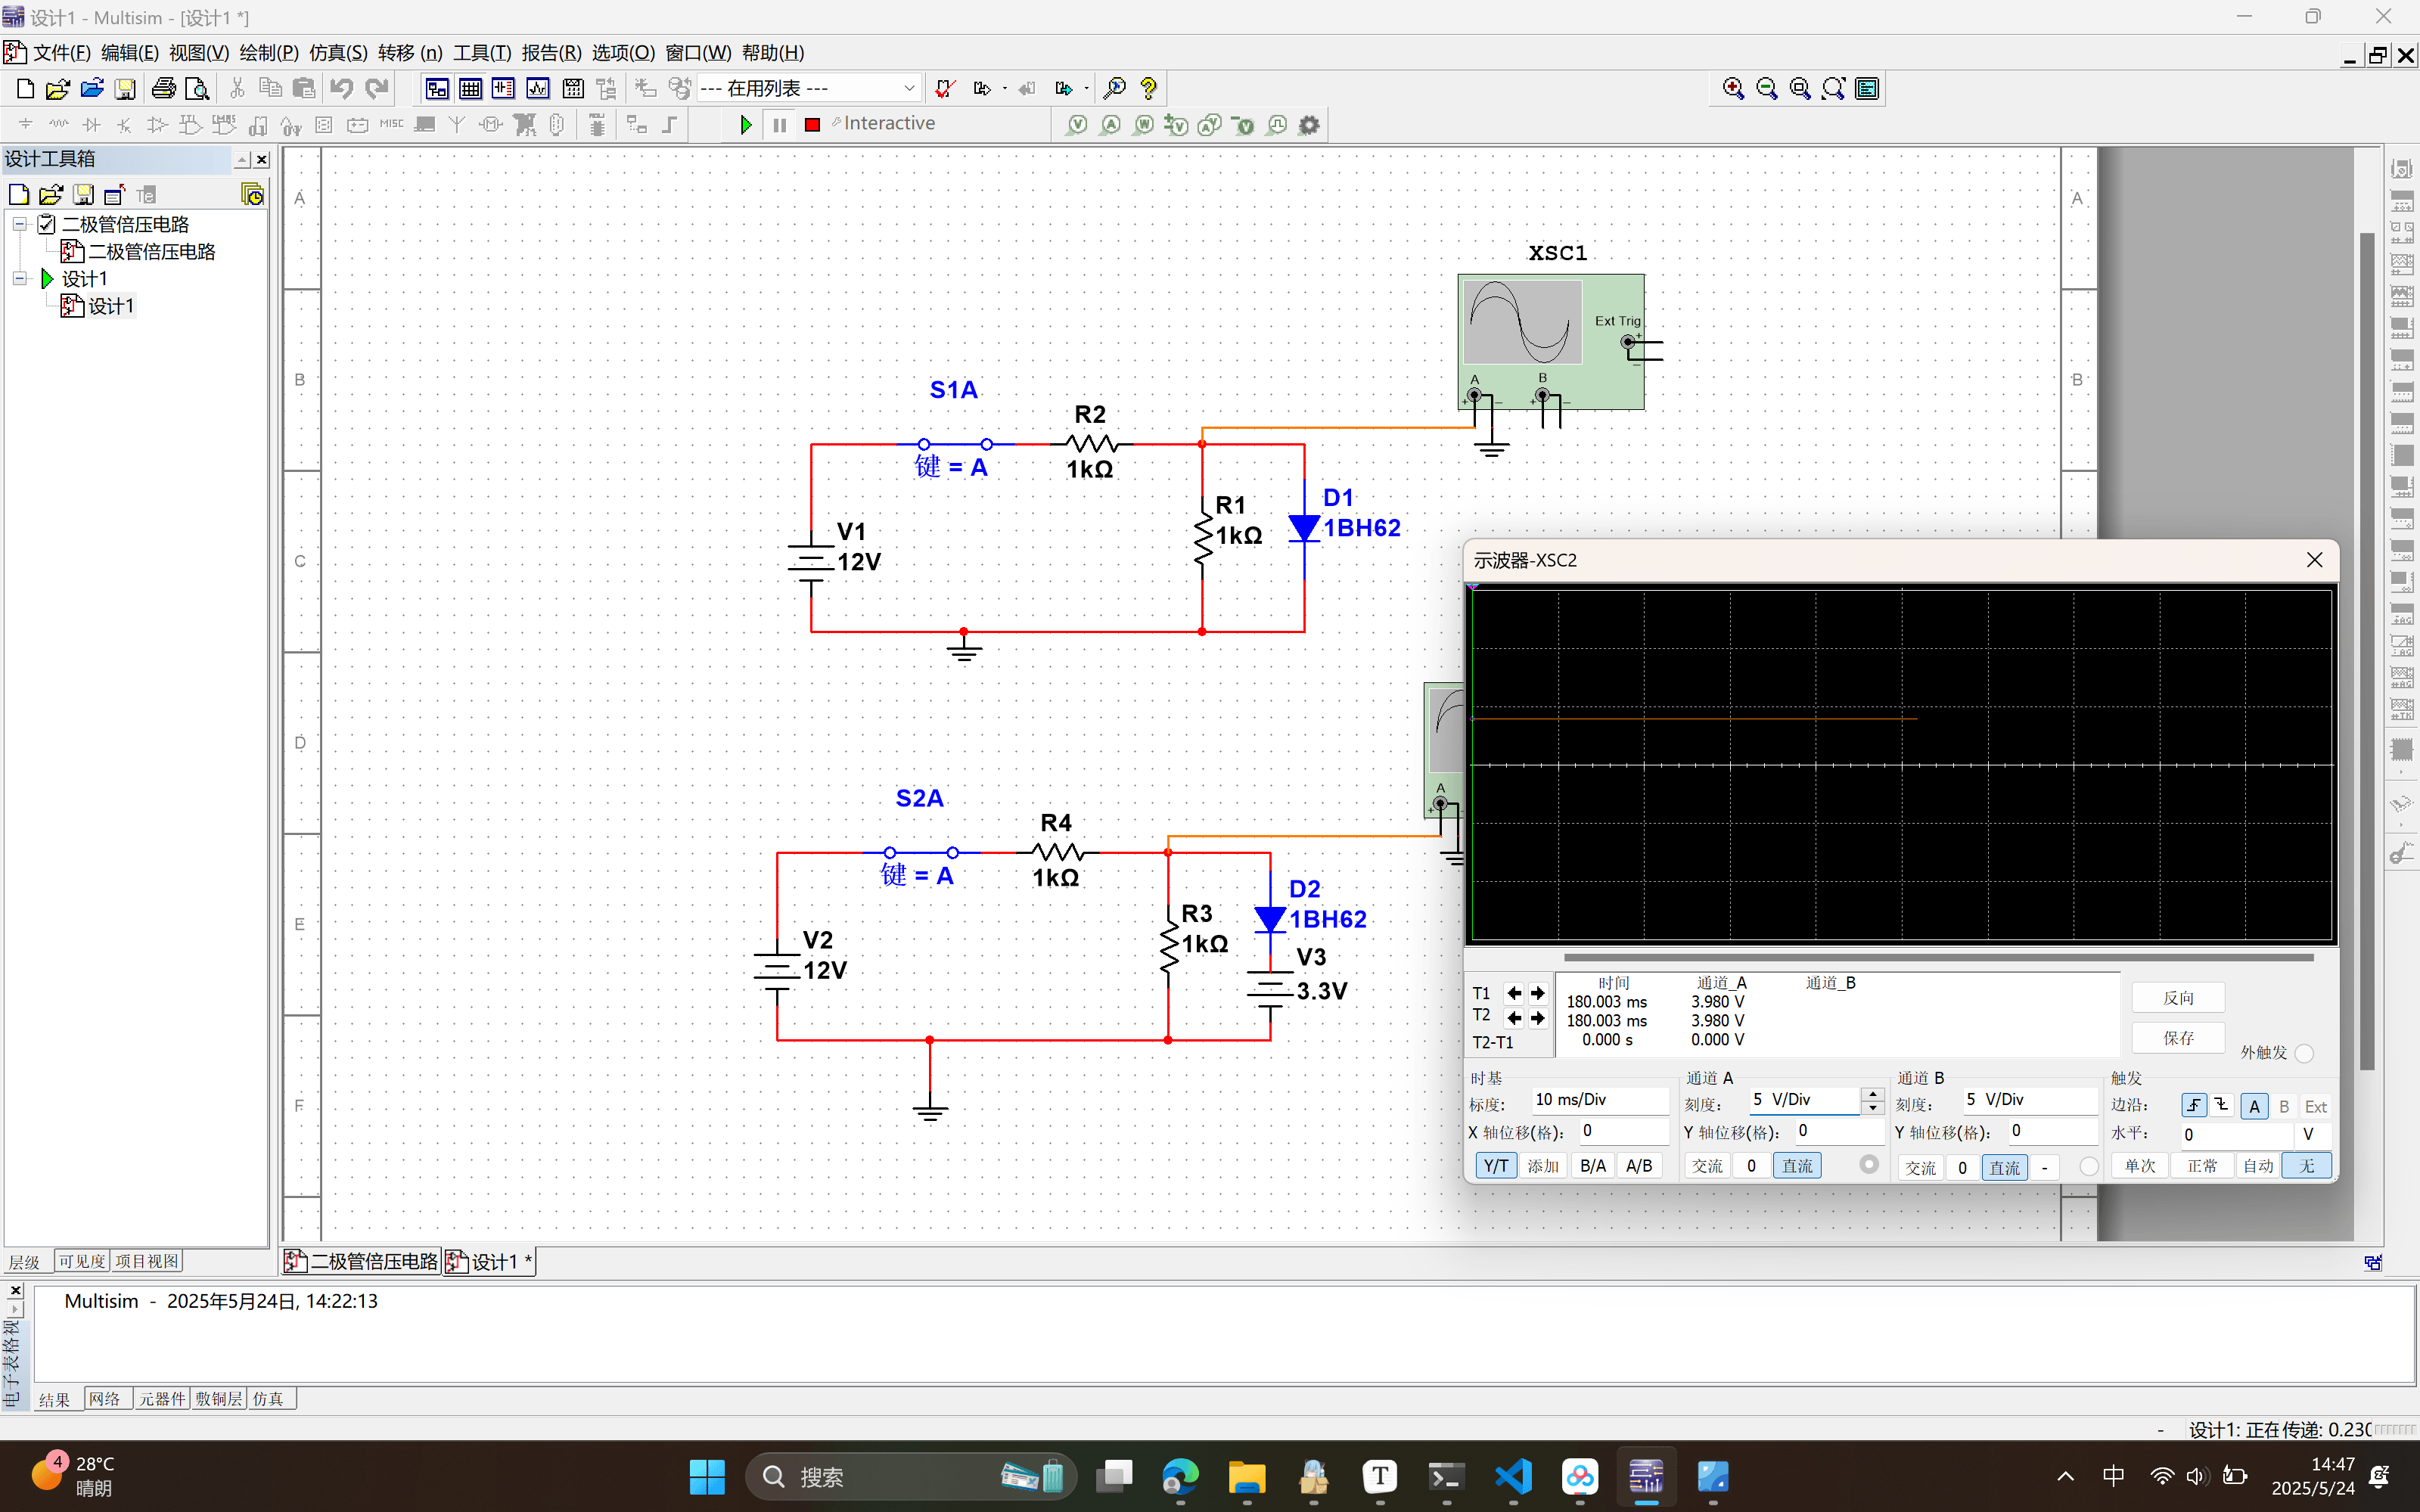 设计1 - Multisim - [设计1 *]
文件(F) 编辑(E) 视图(V) 绘制(P) 仿真(S) 转移 (n) 工具(T) 报告(R) 选项(O) 窗口(W) 帮助(H)
--- 在用列表 ---
MISC
Interactive
设计工具箱
二极管倍压电路
二极管倍压电路
设计1
设计1
层级 可见度 项目视图
A
B
C
D
E
F
A
B
XSC1
Ext Trig
A
B
S1A
键 = A
R2
1kΩ
R1
1kΩ
D1
1BH62
V1
12V
S2A
键 = A
R4
1kΩ
R3
1kΩ
D2
1BH62
V2
12V
V3
3.3V
A
示波器-XSC2
时间 通道_A 通道_B
T1 180.003 ms 3.980 V
T2 180.003 ms 3.980 V
T2-T1 0.000 s 0.000 V
反向
保存
外触发
时基
标度: 10 ms/Div
X 轴位移(格): 0
Y/T 添加 B/A A/B
通道 A
刻度: 5 V/Div
Y 轴位移(格): 0
交流 0 直流
通道 B
刻度: 5 V/Div
Y 轴位移(格): 0
交流 0 直流 -
触发
边沿: A B Ext
水平: 0 V
单次 正常 自动 无
二极管倍压电路 设计1 *
Multisim - 2025年5月24日, 14:22:13
电子表格视
结果 网络 元器件 敷铜层 仿真
- 设计1: 正在传递: 0.230
4
28°C
晴朗
搜索
T
中
14:47
2025/5/24